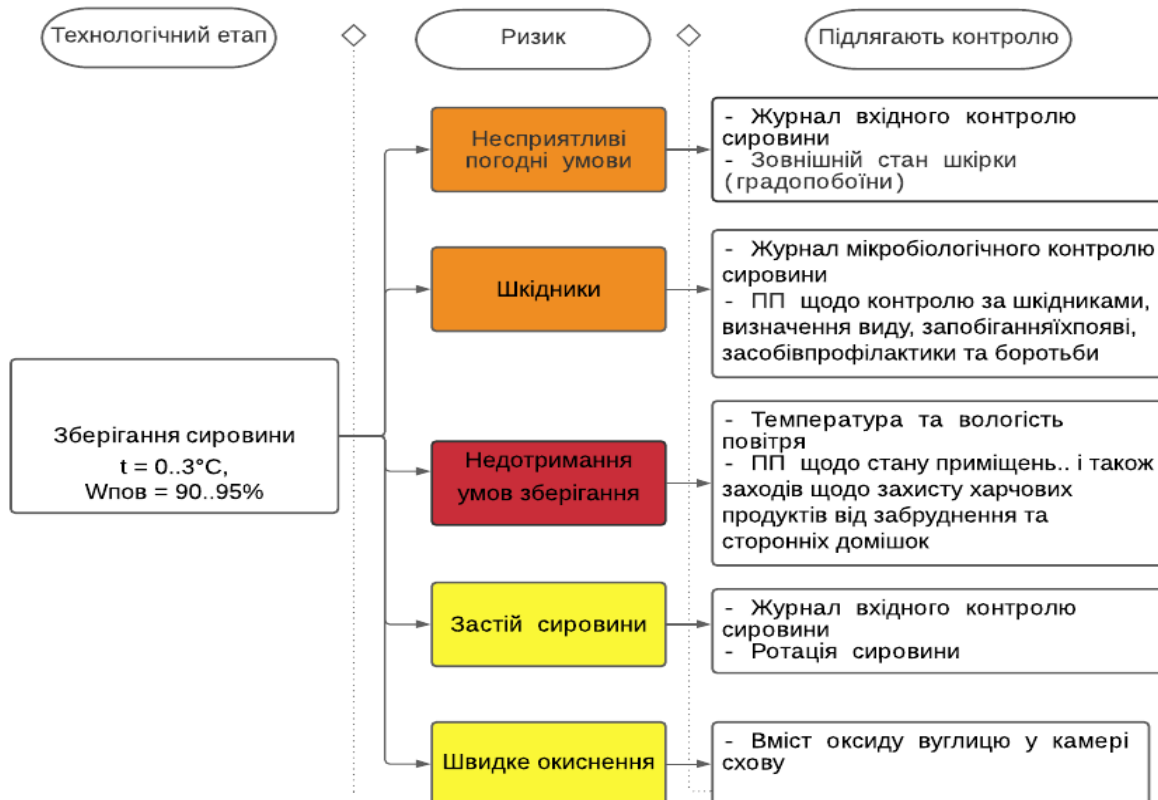 Технологічний етап
Ризик
Підлягають контролю
Зберігання сировини
t = 0..3°C,
Wпов = 90..95%
Несприятливі
погодні умови
- Журнал вхідного контролю
сировини
- Зовнішній стан шкірки
(градопобоїни)
Шкідники
- Журнал мікробіологічного контролю
сировини
- ПП щодо контролю за шкідниками,
визначення виду, запобіганняїхпояві,
засобівпрофілактики та боротьби
Недотримання
умов зберігання
- Температура та вологість
повітря
- ПП щодо стану приміщень.. і також
заходів щодо захисту харчових
продуктів від забруднення та
сторонніх домішок
Застій сировини
- Журнал вхідного контролю
сировини
- Ротація сировини
Швидке окиснення
- Вміст оксиду вуглицю у камері
схову